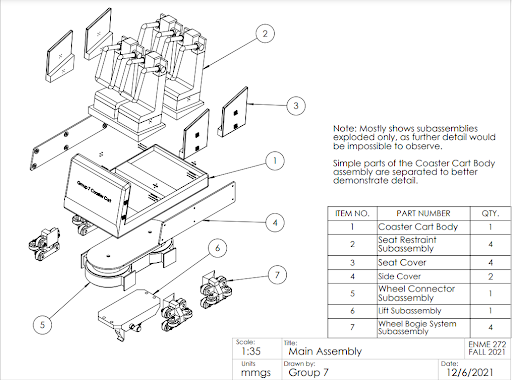 2
3
Note: Mostly shows subassemblies
exploded only, as further detail would
be impossible to observe.
Simple parts of the Coaster Cart Body
assembly are separated to better
demonstrate detail.
1
Group 7 Coaster Cart
4
6
7
5
ITEM NO. PART NUMBER QTY.
1 Coaster Cart Body 1
2 Seat Restraint Subassembly 4
3 Seat Cover 4
4 Side Cover 2
5 Wheel Connector Subassembly 1
6 Lift Subassembly 1
7 Wheel Bogie System Subassembly 4
Scale: Title: ENME 272
1:35 Main Assembly FALL 2021
Units Drawn by: Date:
mmgs Group 7 12/6/2021